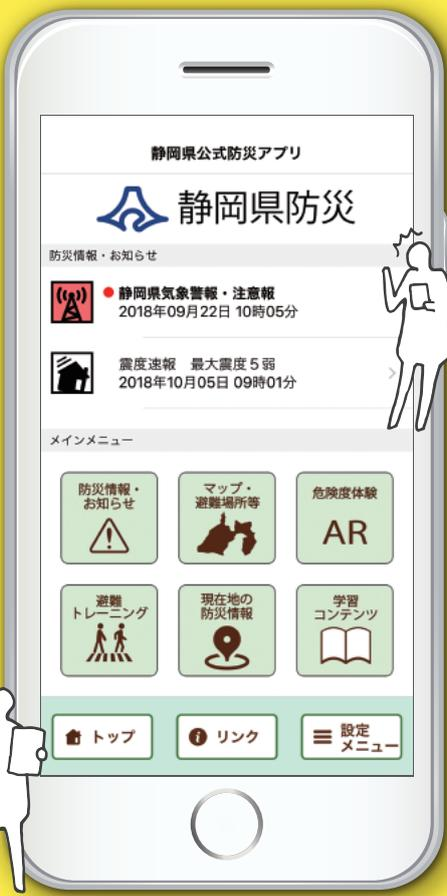 静岡県公式防災アプリ
静岡県防災
防災情報・お知らせ
静岡県気象警報・注意報
2018年09月22日 10時05分
震度速報 最大震度5弱
2018年10月05日 09時01分
メインメニュー
防災情報・
お知らせ
マップ・
避難場所等
危険度体験
AR
避難
トレーニング
現在地の
防災情報
学習
コンテンツ
トップ
リンク
設定
メニュー